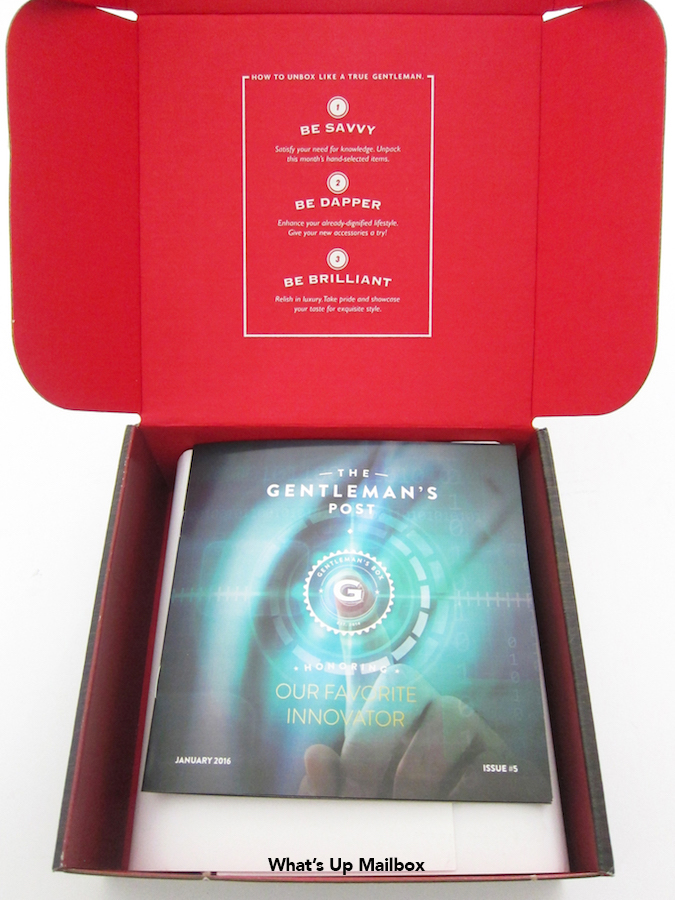 HOW TO UNBOX LIKE A TRUE GENTLEMAN.
1
BE SAVVY
Satisfy your need for knowledge. Unpack
this month's hand-selected items.
2
BE DAPPER
Enhance your already-dignified lifestyle.
Give your new accessories a try!
3
BE BRILLIANT
Relish in luxury. Take pride and showcase
your taste for exquisite style.
THE
GENTLEMAN'S
POST
GENTLEMAN'S BOX
G
HONORING
OUR FAVORITE
INNOVATOR
JANUARY 2016
ISSUE #5
What's Up Mailbox